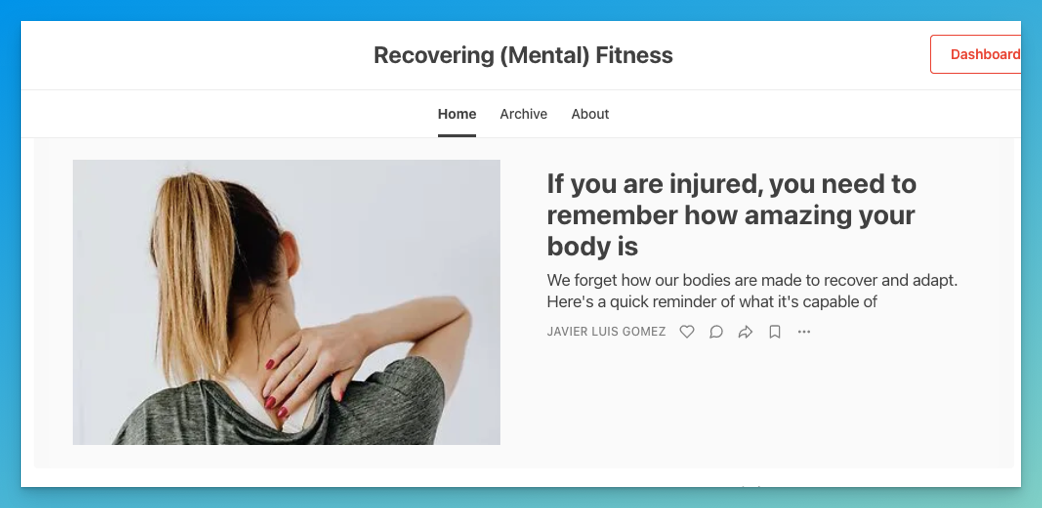 Recovering (Mental) Fitness
Dashboard
Home Archive About
If you are injured, you need to
remember how amazing your
body is
We forget how our bodies are made to recover and adapt.
Here's a quick reminder of what it's capable of
JAVIER LUIS GOMEZ